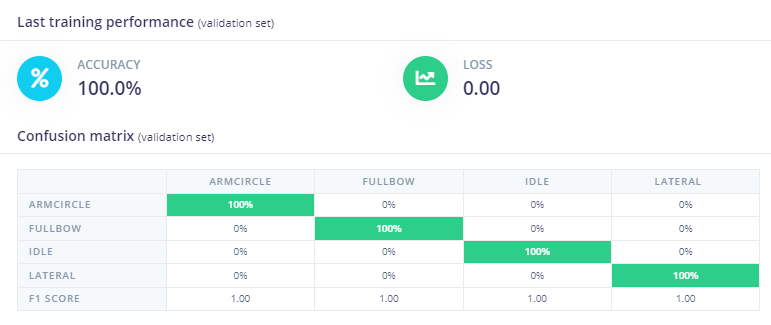 Last training performance (validation set)
ACCURACY
100.0%
LOSS
0.00
Confusion matrix (validation set)
ARMCIRCLE FULLBOW IDLE LATERAL
ARMCIRCLE 100% 0% 0% 0%
FULLBOW 0% 100% 0% 0%
IDLE 0% 0% 100% 0%
LATERAL 0% 0% 0% 100%
F1 SCORE 1.00 1.00 1.00 1.00